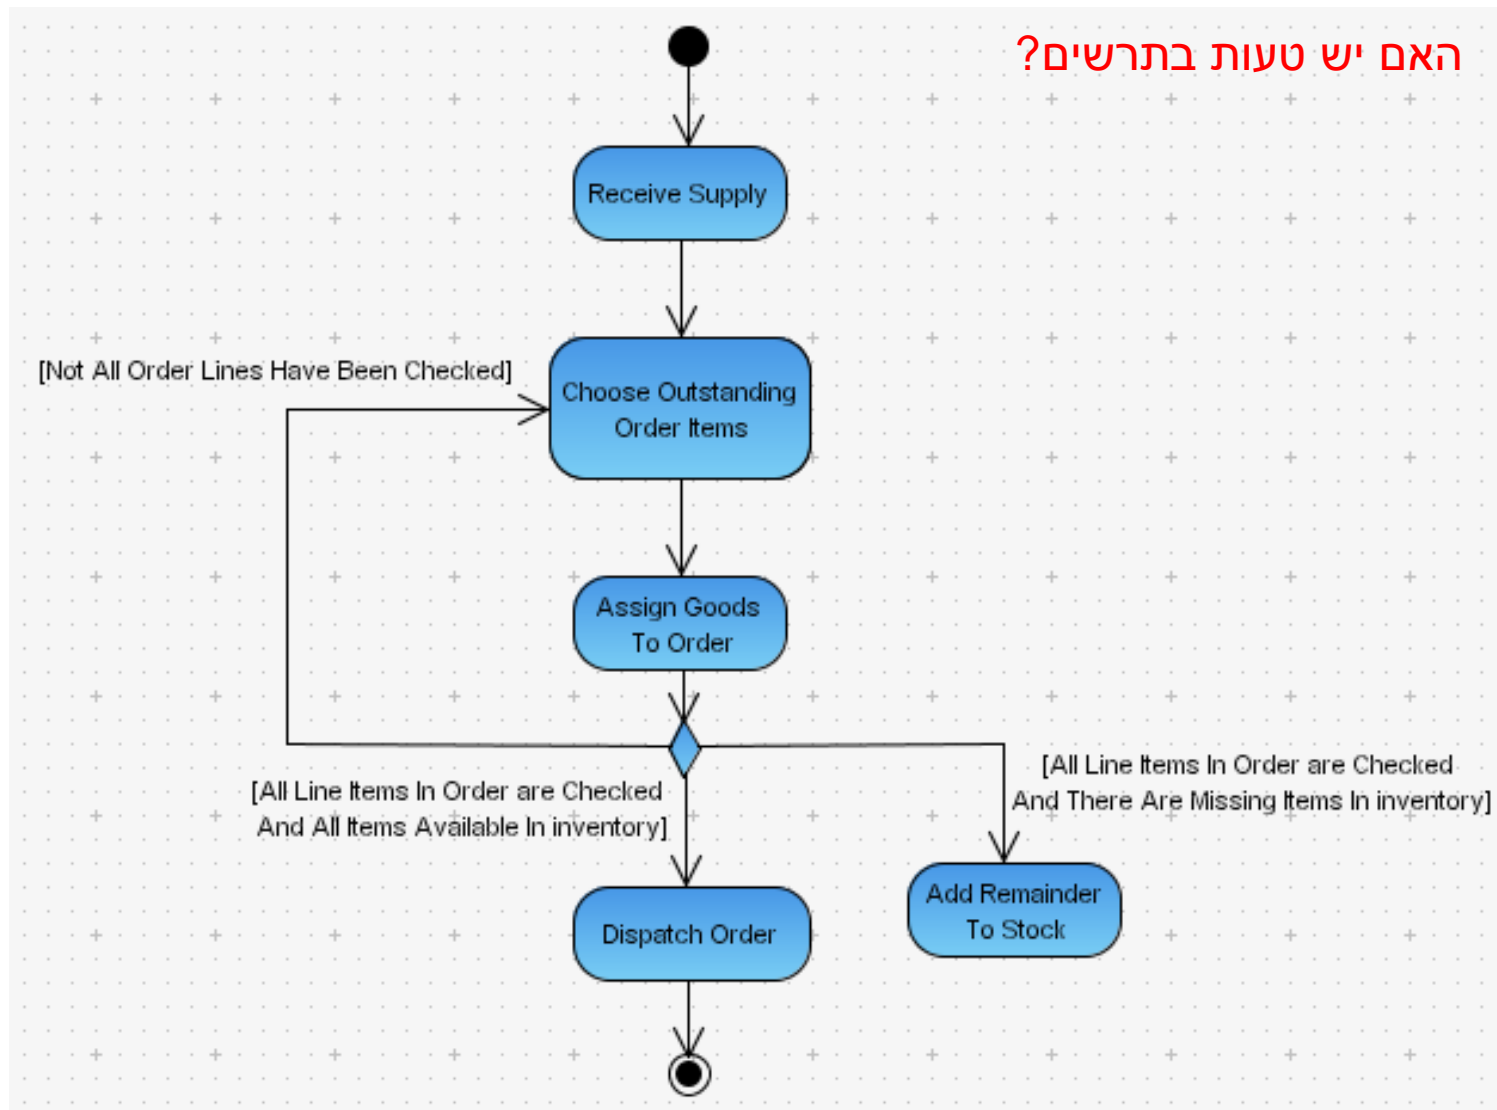 האם יש טעות בתרשים?
Receive Supply
[Not All Order Lines Have Been Checked]
Choose Outstanding
Order Items
Assign Goods
To Order
[All Line Items In Order are Checked
And All Items Available In inventory]
[All Line Items In Order are Checked
And There Are Missing Items In inventory]
Add Remainder
To Stock
Dispatch Order